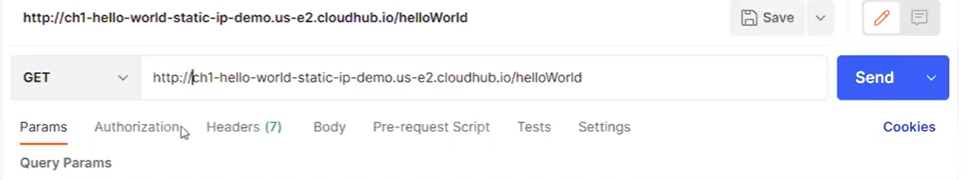 http://ch1-hello-world-static-ip-demo.us-e2.cloudhub.io/helloWorld Save
GET http://ch1-hello-world-static-ip-demo.us-e2.cloudhub.io/helloWorld Send
Params Authorization Headers (7) Body Pre-request Script Tests Settings Cookies
Query Params